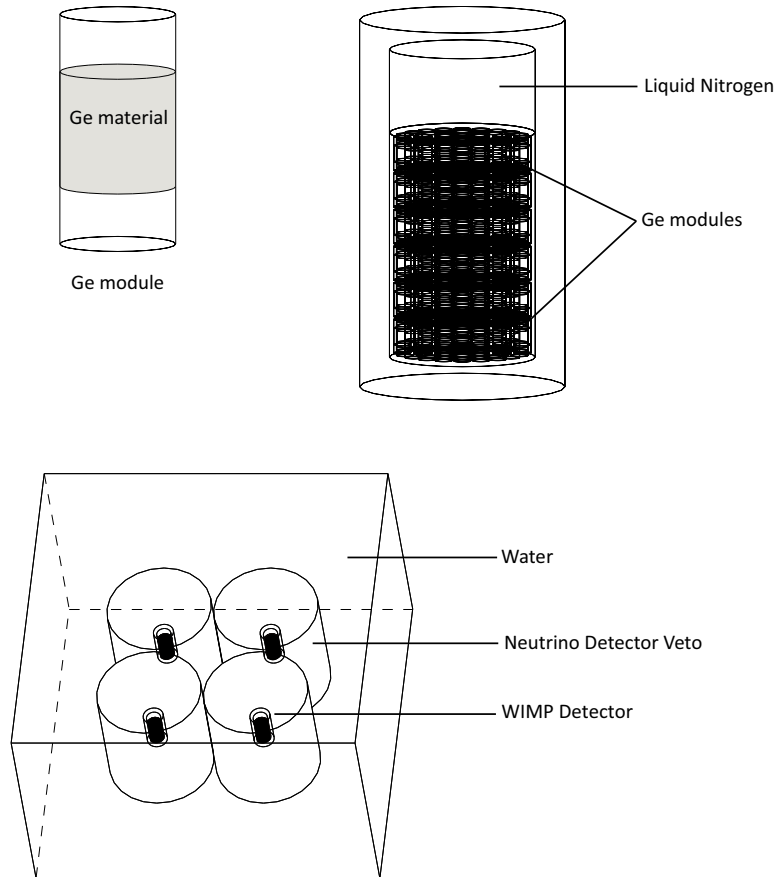 Ge material
Ge module
Liquid Nitrogen
Ge modules
Water
Neutrino Detector Veto
WIMP Detector